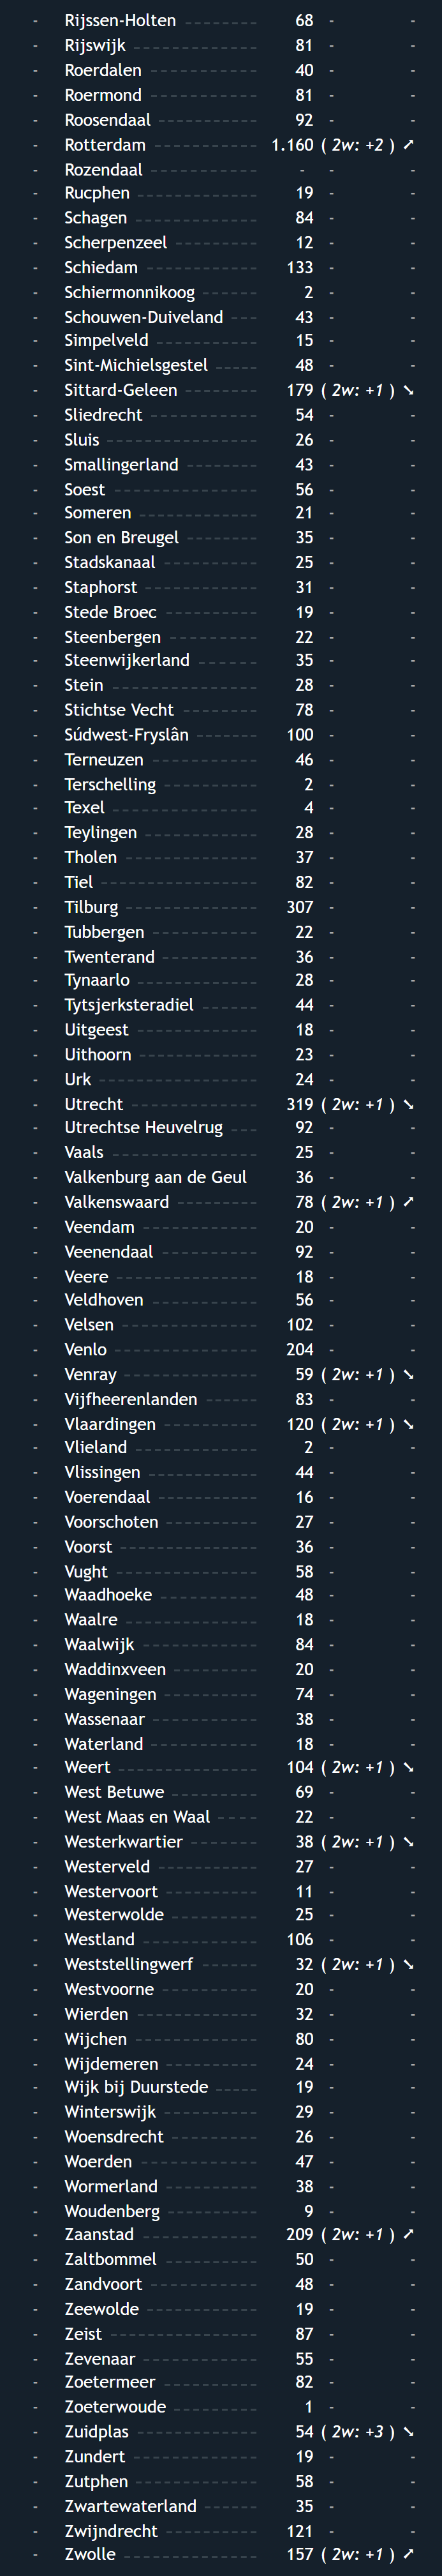 - Rijssen-Holten 68 - -
- Rijswijk 81 - -
- Roerdalen 40 - -
- Roermond 81 - -
- Roosendaal 92 - -
- Rotterdam 1.160 ( 2w: +2 ) ➚
- Rozendaal - - -
- Rucphen 19 - -
- Schagen 84 - -
- Scherpenzeel 12 - -
- Schiedam 133 - -
- Schiermonnikoog 2 - -
- Schouwen-Duiveland 43 - -
- Simpelveld 15 - -
- Sint-Michielsgestel 48 - -
- Sittard-Geleen 179 ( 2w: +1 ) ➘
- Sliedrecht 54 - -
- Sluis 26 - -
- Smallingerland 43 - -
- Soest 56 - -
- Someren 21 - -
- Son en Breugel 35 - -
- Stadskanaal 25 - -
- Staphorst 31 - -
- Stede Broec 19 - -
- Steenbergen 22 - -
- Steenwijkerland 35 - -
- Stein 28 - -
- Stichtse Vecht 78 - -
- Súdwest-Fryslân 100 - -
- Terneuzen 46 - -
- Terschelling 2 - -
- Texel 4 - -
- Teylingen 28 - -
- Tholen 37 - -
- Tiel 82 - -
- Tilburg 307 - -
- Tubbergen 22 - -
- Twenterand 36 - -
- Tynaarlo 28 - -
- Tytsjerksteradiel 44 - -
- Uitgeest 18 - -
- Uithoorn 23 - -
- Urk 24 - -
- Utrecht 319 ( 2w: +1 ) ➘
- Utrechtse Heuvelrug 92 - -
- Vaals 25 - -
- Valkenburg aan de Geul 36 - -
- Valkenswaard 78 ( 2w: +1 ) ➚
- Veendam 20 - -
- Veenendaal 92 - -
- Veere 18 - -
- Veldhoven 56 - -
- Velsen 102 - -
- Venlo 204 - -
- Venray 59 ( 2w: +1 ) ➘
- Vijfheerenlanden 83 - -
- Vlaardingen 120 ( 2w: +1 ) ➘
- Vlieland 2 - -
- Vlissingen 44 - -
- Voerendaal 16 - -
- Voorschoten 27 - -
- Voorst 36 - -
- Vught 58 - -
- Waadhoeke 48 - -
- Waalre 18 - -
- Waalwijk 84 - -
- Waddinxveen 20 - -
- Wageningen 74 - -
- Wassenaar 38 - -
- Waterland 18 - -
- Weert 104 ( 2w: +1 ) ➘
- West Betuwe 69 - -
- West Maas en Waal 22 - -
- Westerkwartier 38 ( 2w: +1 ) ➘
- Westerveld 27 - -
- Westervoort 11 - -
- Westerwolde 25 - -
- Westland 106 - -
- Weststellingwerf 32 ( 2w: +1 ) ➘
- Westvoorne 20 - -
- Wierden 32 - -
- Wijchen 80 - -
- Wijdemeren 24 - -
- Wijk bij Duurstede 19 - -
- Winterswijk 29 - -
- Woensdrecht 26 - -
- Woerden 47 - -
- Wormerland 38 - -
- Woudenberg 9 - -
- Zaanstad 209 ( 2w: +1 ) ➚
- Zaltbommel 50 - -
- Zandvoort 48 - -
- Zeewolde 19 - -
- Zeist 87 - -
- Zevenaar 55 - -
- Zoetermeer 82 - -
- Zoeterwoude 1 - -
- Zuidplas 54 ( 2w: +3 ) ➘
- Zundert 19 - -
- Zutphen 58 - -
- Zwartewaterland 35 - -
- Zwijndrecht 121 - -
- Zwolle 157 ( 2w: +1 ) ➚